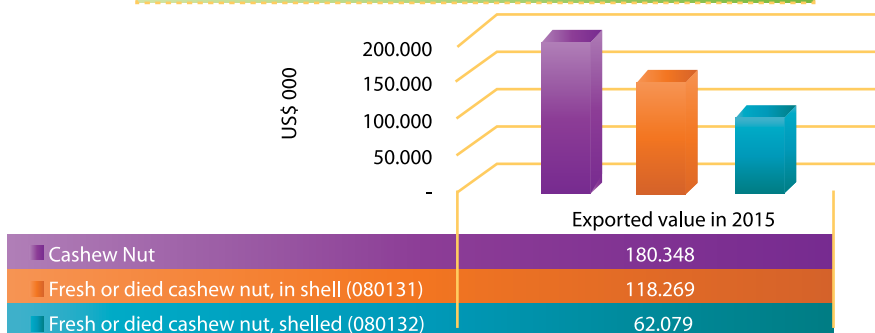 200.000
150.000
100.000
50.000
-
US$ 000
Exported value in 2015
Cashew Nut 180.348
Fresh or died cashew nut, in shell (080131) 118.269
Fresh or died cashew nut, shelled (080132) 62.079